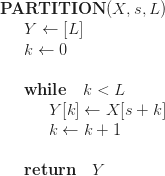 PARTITION(X, s, L)
Y ← [L]
k ← 0
while k < L
Y[k] ← X[s + k]
k ← k + 1
return Y